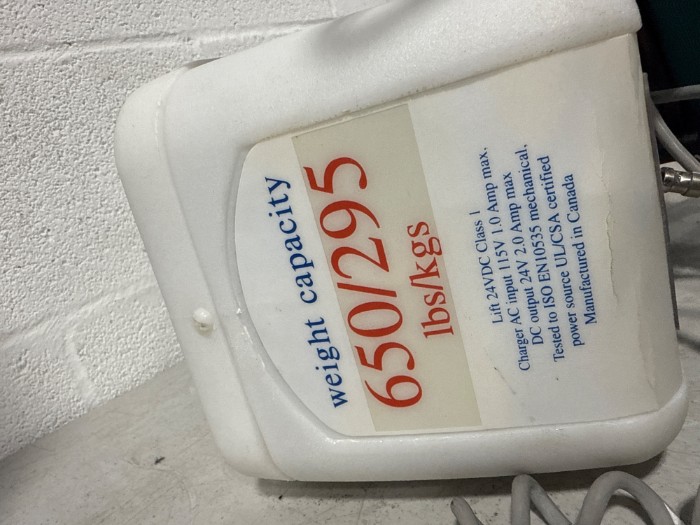 weight capacity
650/295
lbs/kgs
Lift 24VDC Class 1
Charger AC input 115V 1.0 Amp max.
DC output 24V 2.0 Amp max
Tested to ISO EN10535 mechanical,
power source UL/CSA certified
Manufactured in Canada